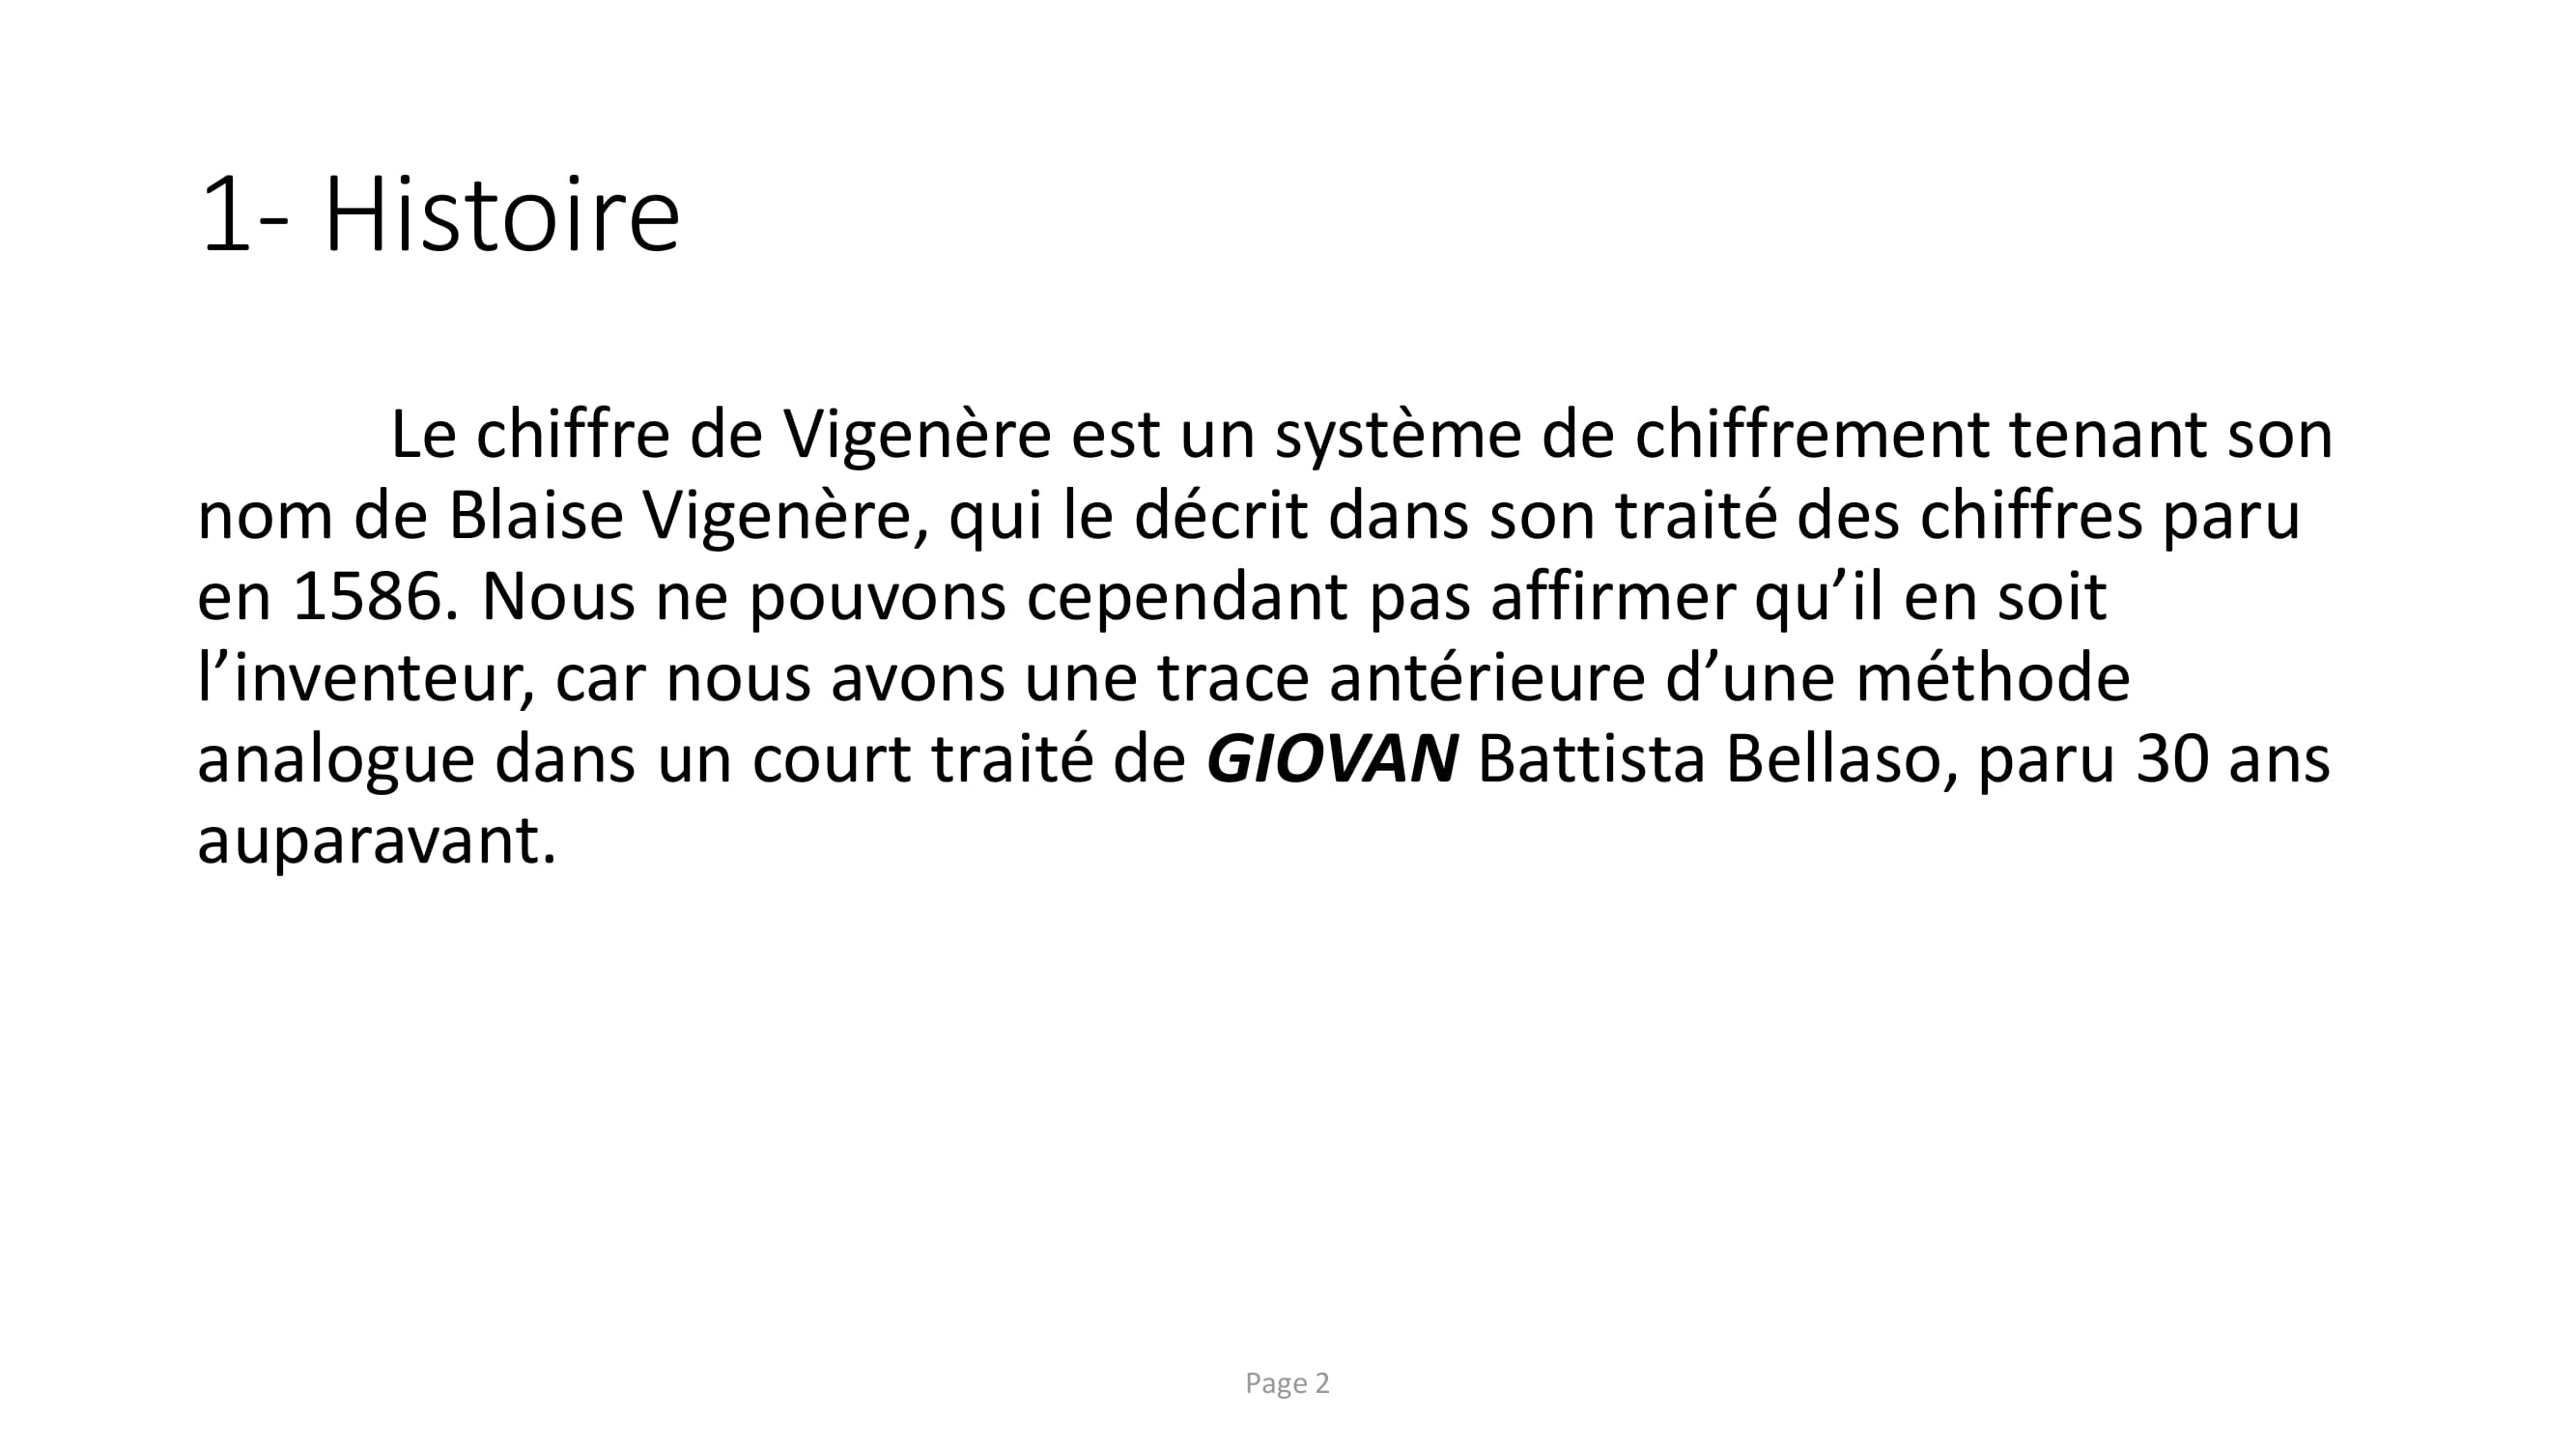 1- Histoire
Le chiffre de Vigenère est un système de chiffrement tenant son
nom de Blaise Vigenère, qui le décrit dans son traité des chiffres paru
en 1586. Nous ne pouvons cependant pas affirmer qu’il en soit
l’inventeur, car nous avons une trace antérieure d’une méthode
analogue dans un court traité de GIOVAN Battista Bellaso, paru 30 ans
auparavant.
Page 2